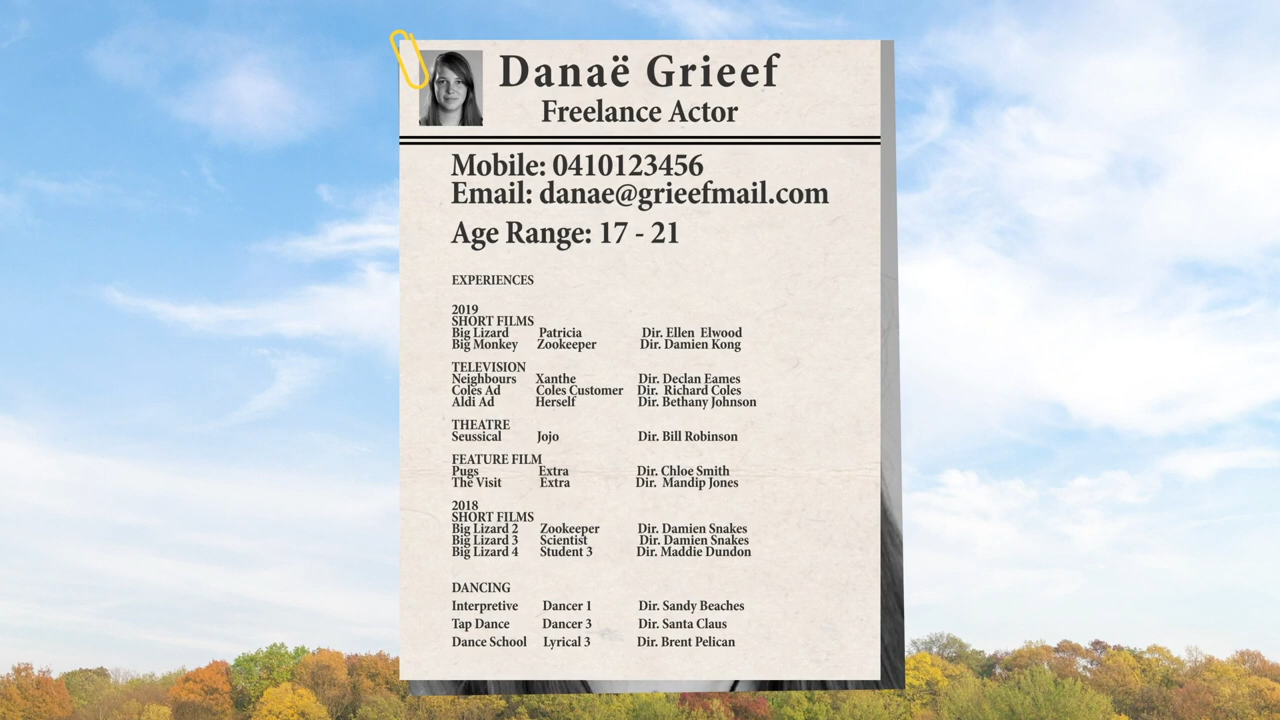 Danaë Grieef
Freelance Actor
Mobile: 0410123456
Email: danae@grieefmail.com
Age Range: 17 - 21
EXPERIENCES
2019
SHORT FILMS
Big Lizard Patricia Dir. Ellen Elwood
Big Monkey Zookeeper Dir. Damien Kong
TELEVISION
Neighbours Xanthe Dir. Declan Eames
Coles Ad Coles Customer Dir. Richard Coles
Aldi Ad Herself Dir. Bethany Johnson
THEATRE
Seussical Jojo Dir. Bill Robinson
FEATURE FILM
Pugs Extra Dir. Chloe Smith
The Visit Extra Dir. Mandip Jones
2018
SHORT FILMS
Big Lizard 2 Zookeeper Dir. Damien Snakes
Big Lizard 3 Scientist Dir. Damien Snakes
Big Lizard 4 Student 3 Dir. Maddie Dundon
DANCING
Interpretive Dancer 1 Dir. Sandy Beaches
Tap Dance Dancer 3 Dir. Santa Claus
Dance School Lyrical 3 Dir. Brent Pelican